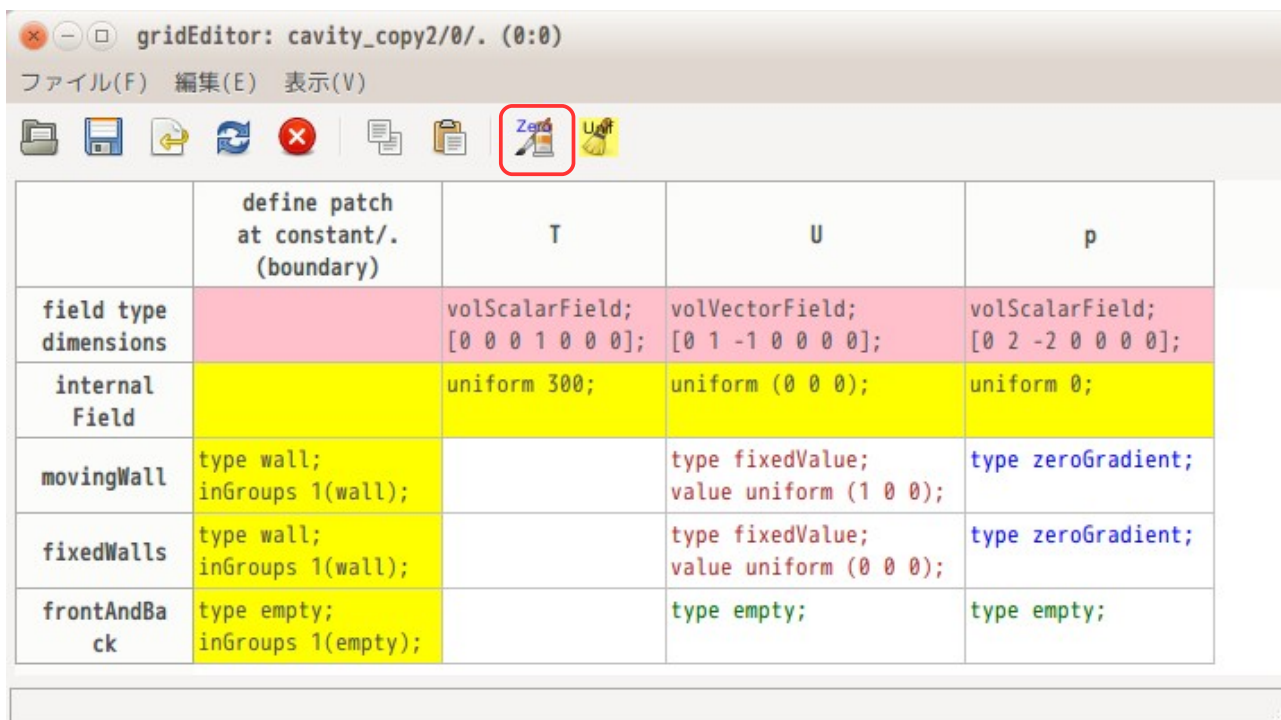 gridEditor: cavity_copy2/0/. (0:0)
ファイル(F) 編集(E) 表示(V)
Zero Unif
define patch
at constant/.
(boundary)
T
U
p
field type
dimensions
volScalarField;
[0 0 0 1 0 0 0];
volVectorField;
[0 1 -1 0 0 0 0];
volScalarField;
[0 2 -2 0 0 0 0];
internal
Field
uniform 300;
uniform (0 0 0);
uniform 0;
movingWall
type wall;
inGroups 1(wall);
type fixedValue;
value uniform (1 0 0);
type zeroGradient;
fixedWalls
type wall;
inGroups 1(wall);
type fixedValue;
value uniform (0 0 0);
type zeroGradient;
frontAndBa
ck
type empty;
inGroups 1(empty);
type empty;
type empty;